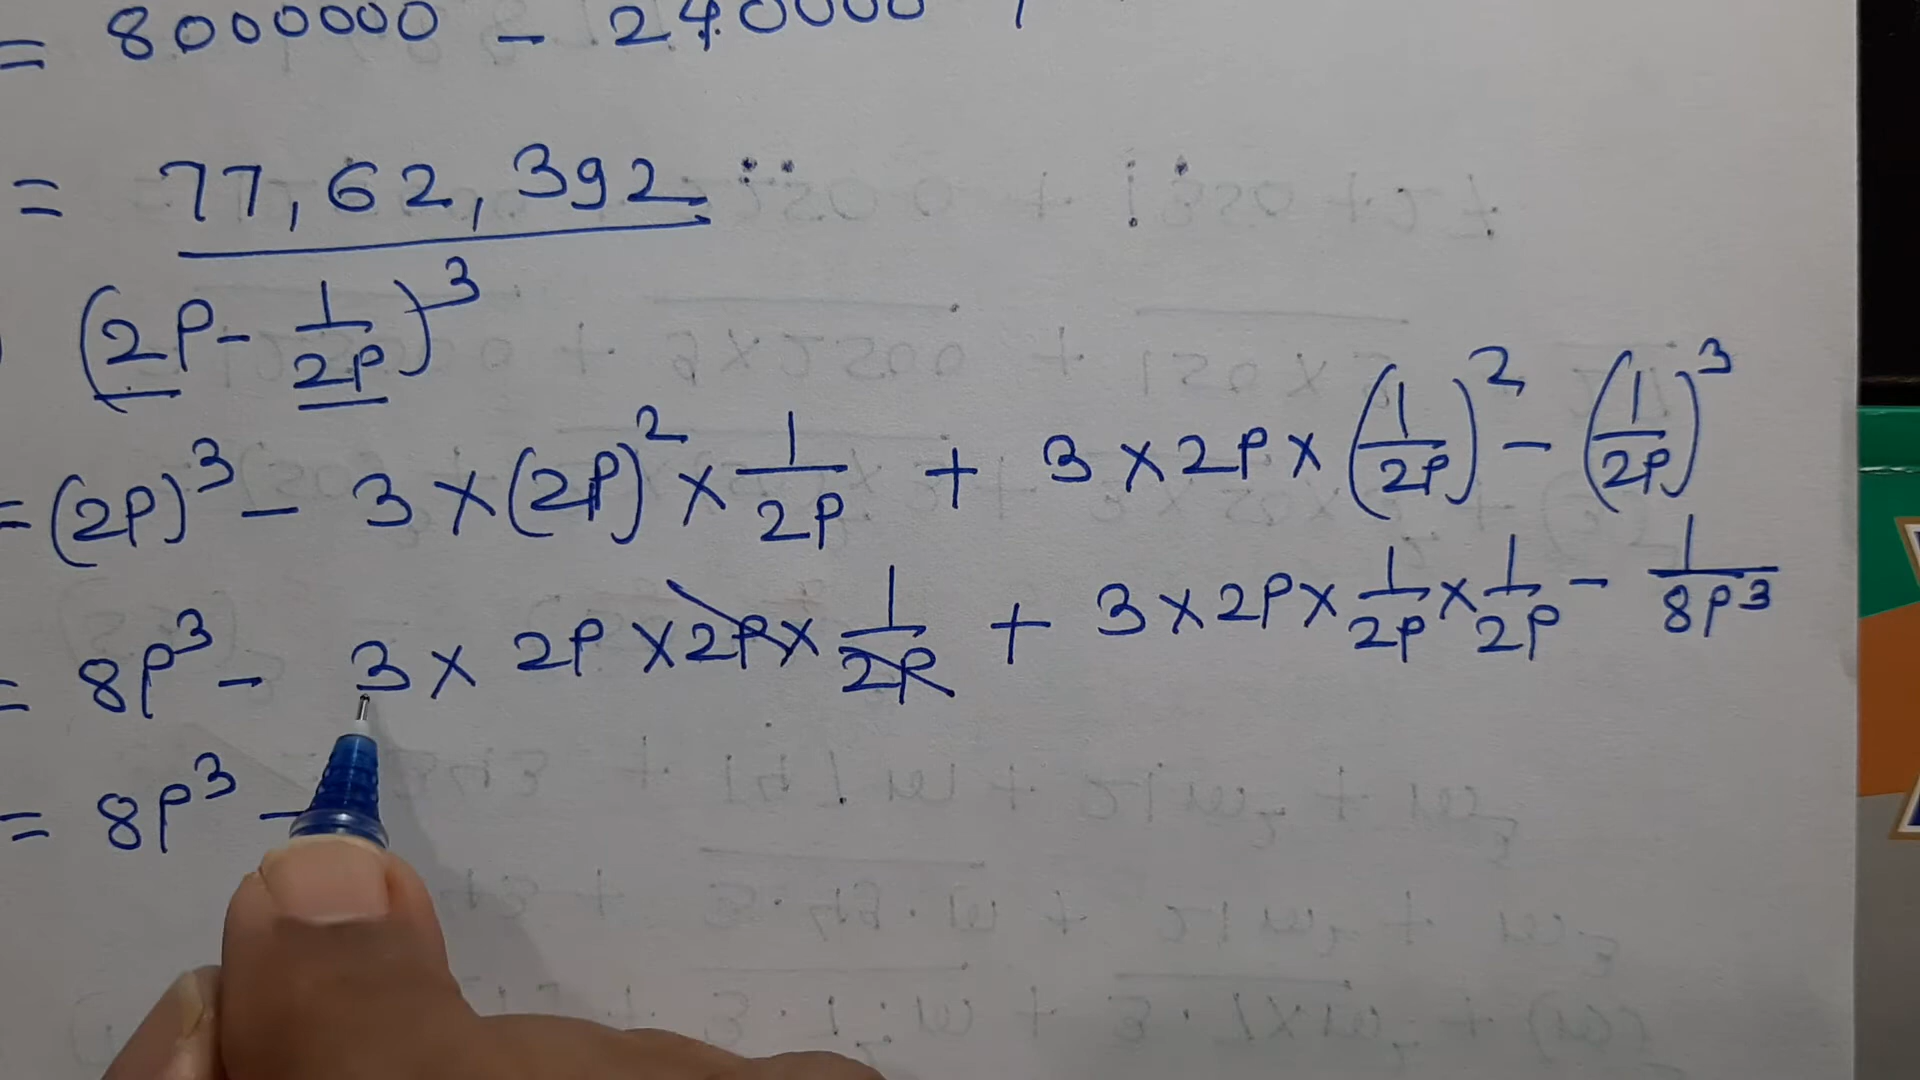 = 8000000 - 240000
= 77,62,392
(2P - 1/2P)³
= (2P)³ - 3 × (2P)² × 1/2P + 3 × 2P × (1/2P)² - (1/2P)³
= 8P³ - 3 × 2P × 2P × 1/2P + 3 × 2P × 1/2P × 1/2P - 1/8P³
= 8P³ -